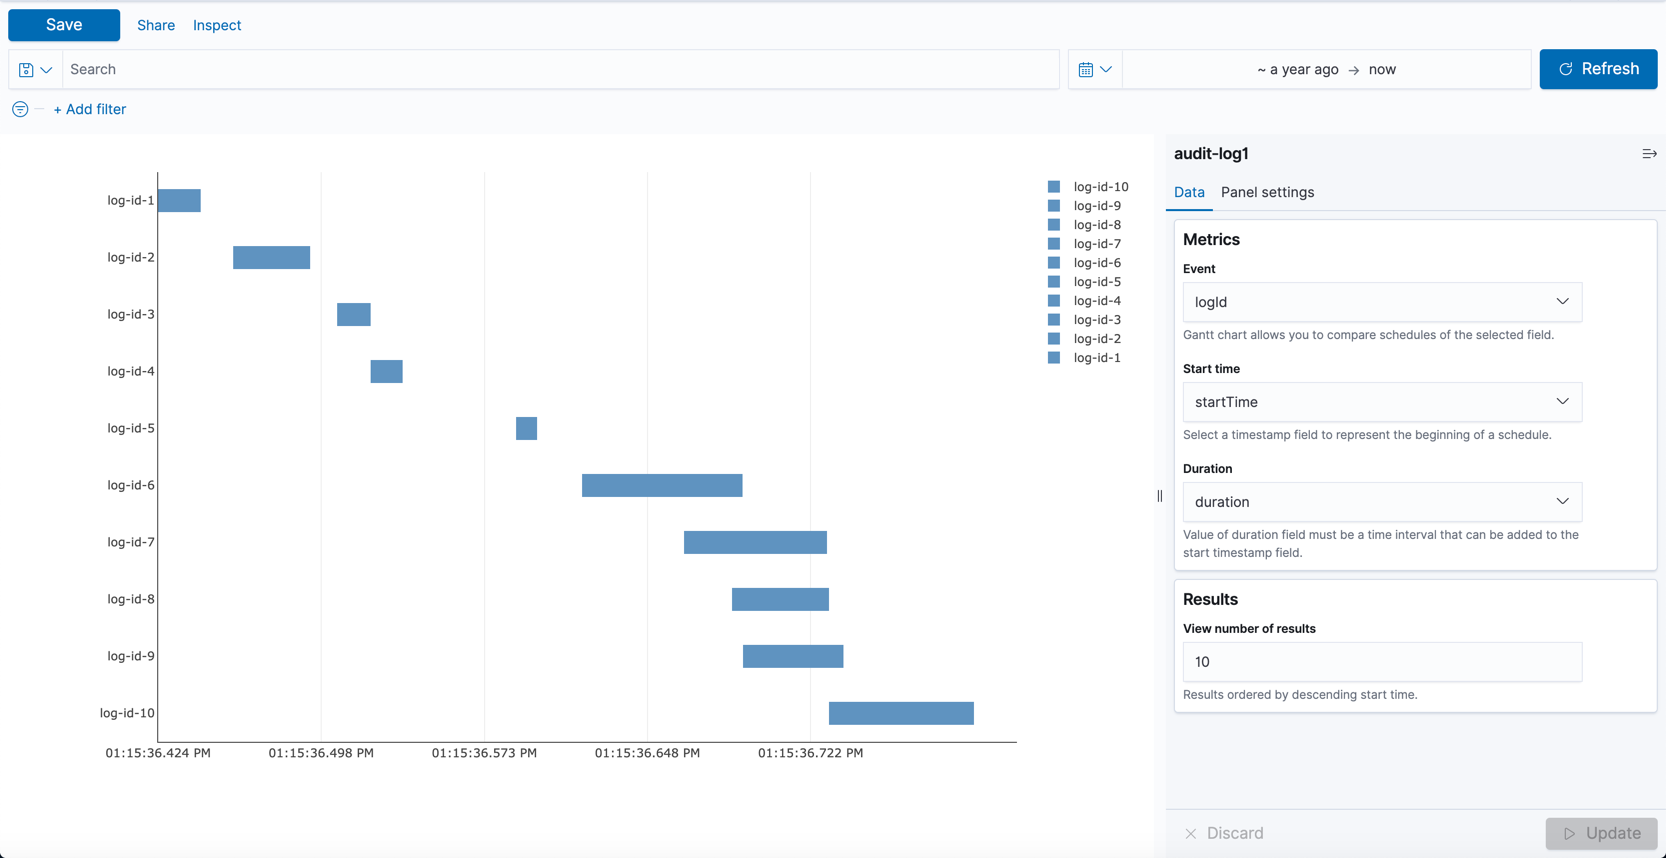 Save Share Inspect
Search
~ a year ago → now
Refresh
+ Add filter
log-id-1
log-id-2
log-id-3
log-id-4
log-id-5
log-id-6
log-id-7
log-id-8
log-id-9
log-id-10
01:15:36.424 PM 01:15:36.498 PM 01:15:36.573 PM 01:15:36.648 PM 01:15:36.722 PM
log-id-10
log-id-9
log-id-8
log-id-7
log-id-6
log-id-5
log-id-4
log-id-3
log-id-2
log-id-1
audit-log1
Data Panel settings
Metrics
Event
logId
Gantt chart allows you to compare schedules of the selected field.
Start time
startTime
Select a timestamp field to represent the beginning of a schedule.
Duration
duration
Value of duration field must be a time interval that can be added to the
start timestamp field.
Results
View number of results
10
Results ordered by descending start time.
Discard Update